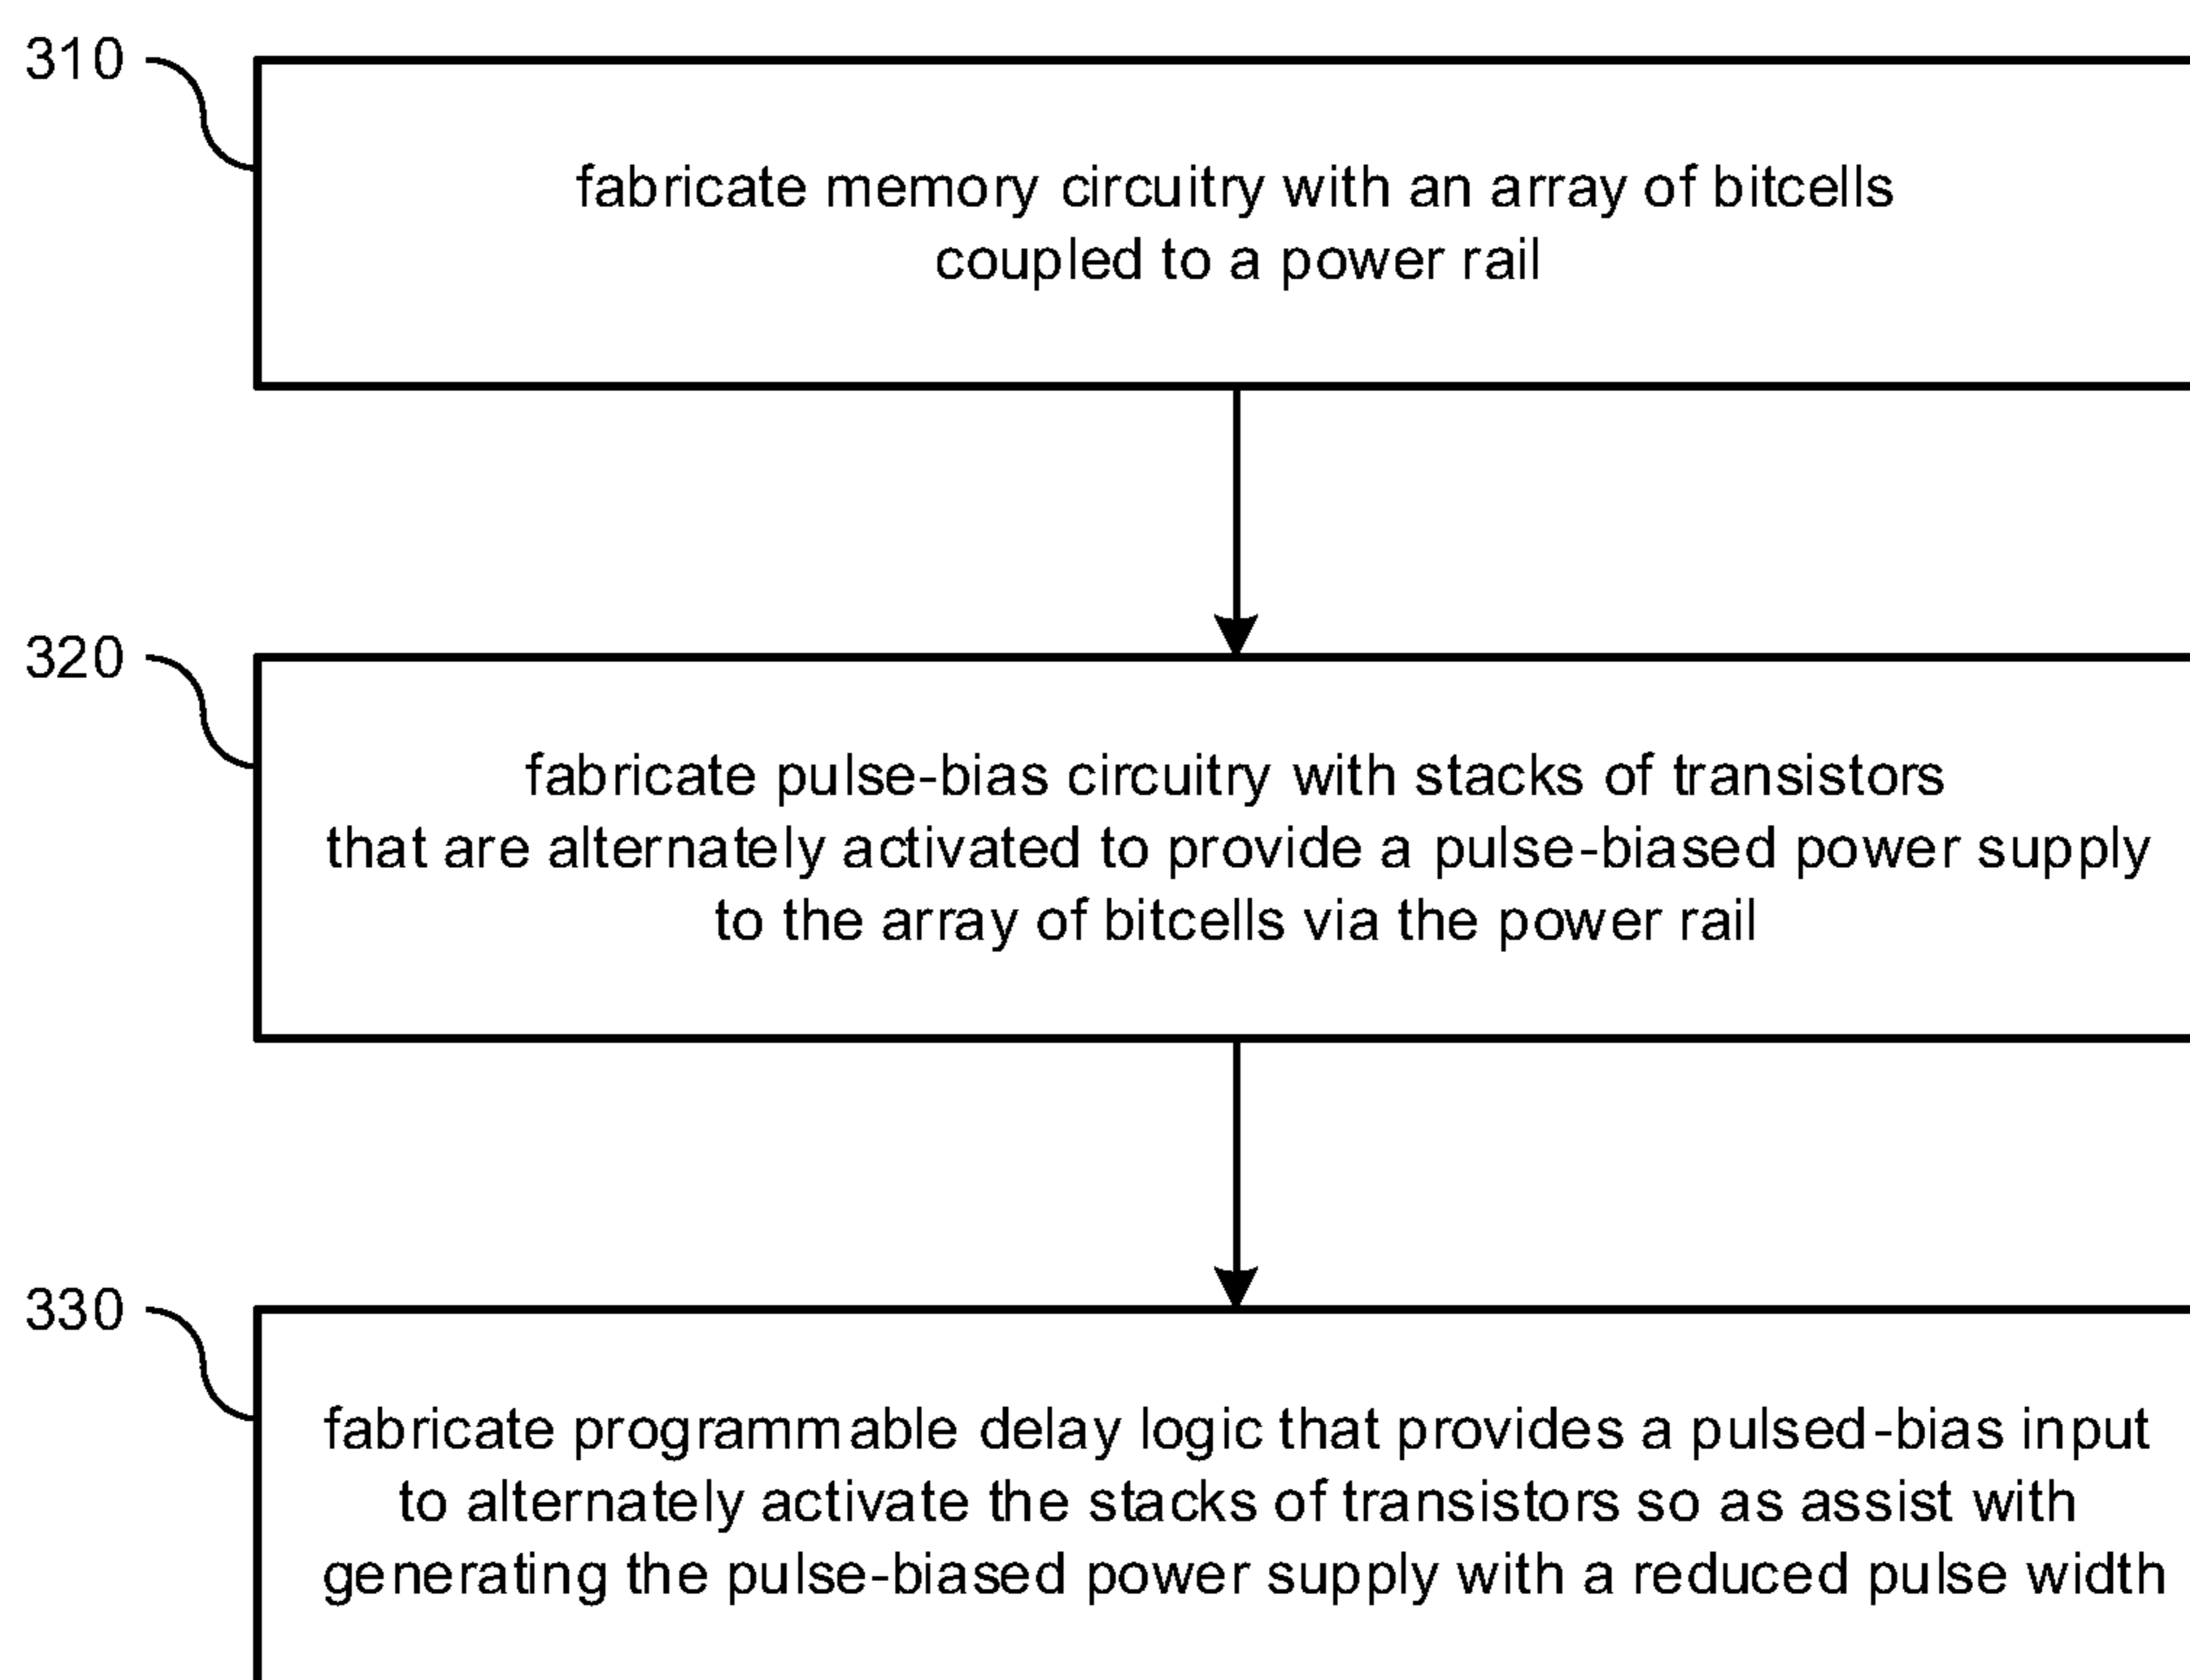 310
fabricate memory circuitry with an array of bitcells
coupled to a power rail
320
fabricate pulse-bias circuitry with stacks of transistors
that are alternately activated to provide a pulse-biased power supply
to the array of bitcells via the power rail
330
fabricate programmable delay logic that provides a pulsed-bias input
to alternately activate the stacks of transistors so as assist with
generating the pulse-biased power supply with a reduced pulse width